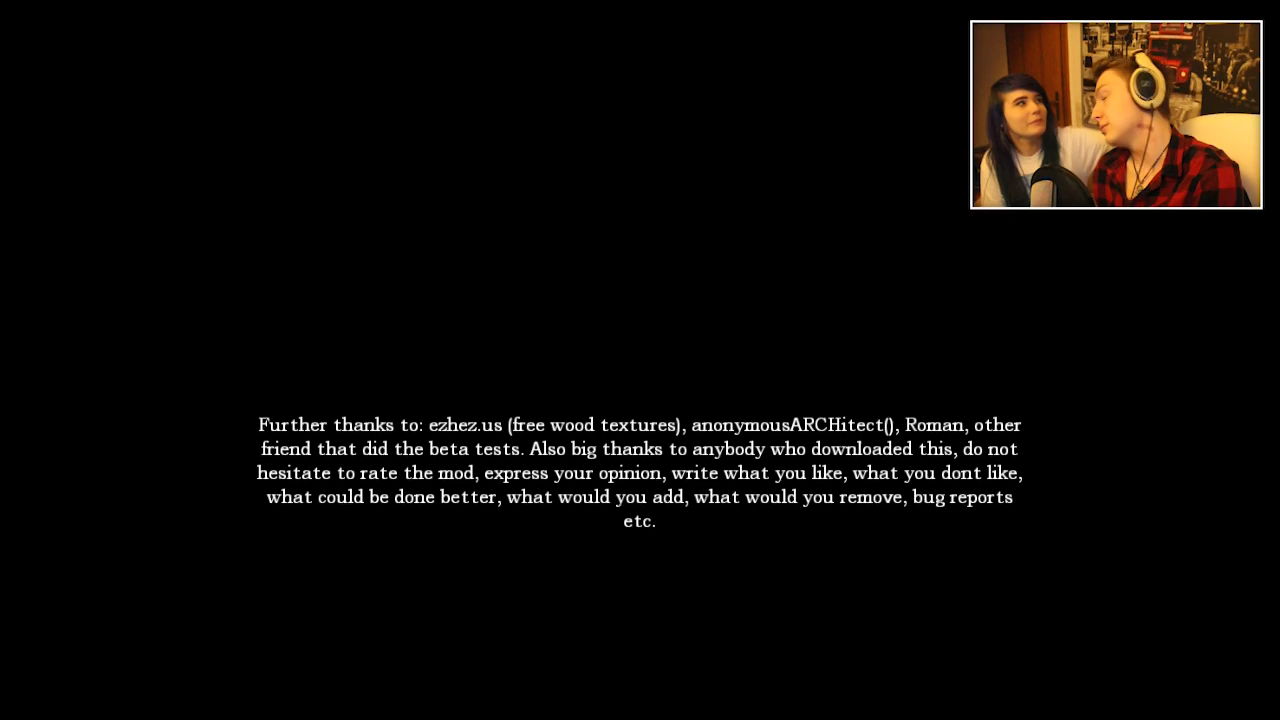 Further thanks to: ezhez.us (free wood textures), anonymousARCHitect(), Roman, other
friend that did the beta tests. Also big thanks to anybody who downloaded this, do not
hesitate to rate the mod, express your opinion, write what you like, what you dont like,
what could be done better, what would you add, what would you remove, bug reports
etc.